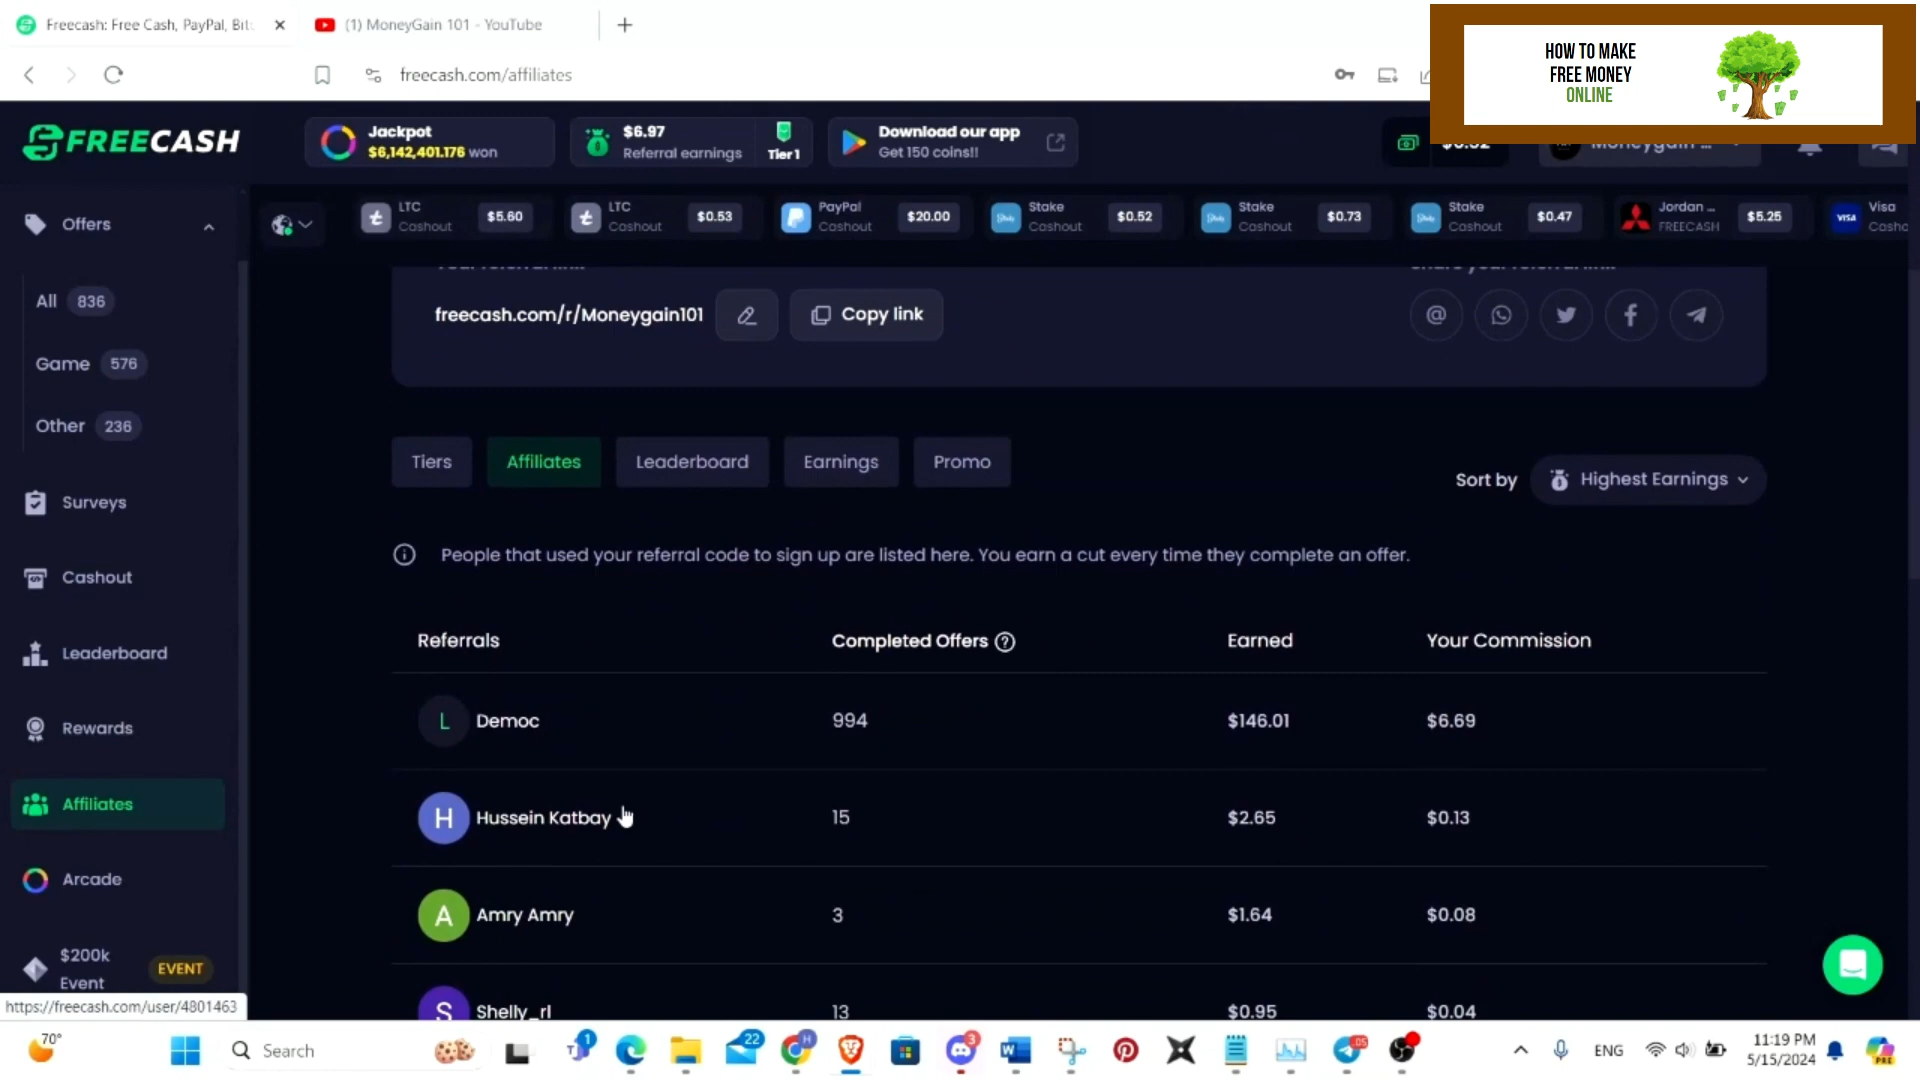 Freecash: Free Cash, PayPal, Bit
(1) MoneyGain 101 - YouTube
freecash.com/affiliates
HOW TO MAKE
FREE MONEY
ONLINE
FREECASH
Jackpot
$6,142,401.176 won
$6.97
Referral earnings
Tier 1
Download our app
Get 150 coins!!
Offers
LTC
Cashout
$5.60
LTC
Cashout
$0.53
PayPal
Cashout
$20.00
Stake
Cashout
$0.52
Stake
Cashout
$0.73
Stake
Cashout
$0.47
Jordan ...
FREECASH
$5.25
VISA
Visa
All 836
Game 576
Other 236
Surveys
Cashout
Leaderboard
Rewards
Affiliates
Arcade
$200k
Event
EVENT
freecash.com/r/Moneygain101
Copy link
Tiers
Affiliates
Leaderboard
Earnings
Promo
Sort by
Highest Earnings
People that used your referral code to sign up are listed here. You earn a cut every time they complete an offer.
Referrals Completed Offers ? Earned Your Commission
L Democ 994 $146.01 $6.69
H Hussein Katbay 15 $2.65 $0.13
A Amry Amry 3 $1.64 $0.08
S Shelly_rl 13 $0.95 $0.04
https://freecash.com/user/4801463
70°
Search
1
22
H
3
05
ENG
11:19 PM
5/15/2024
PRE